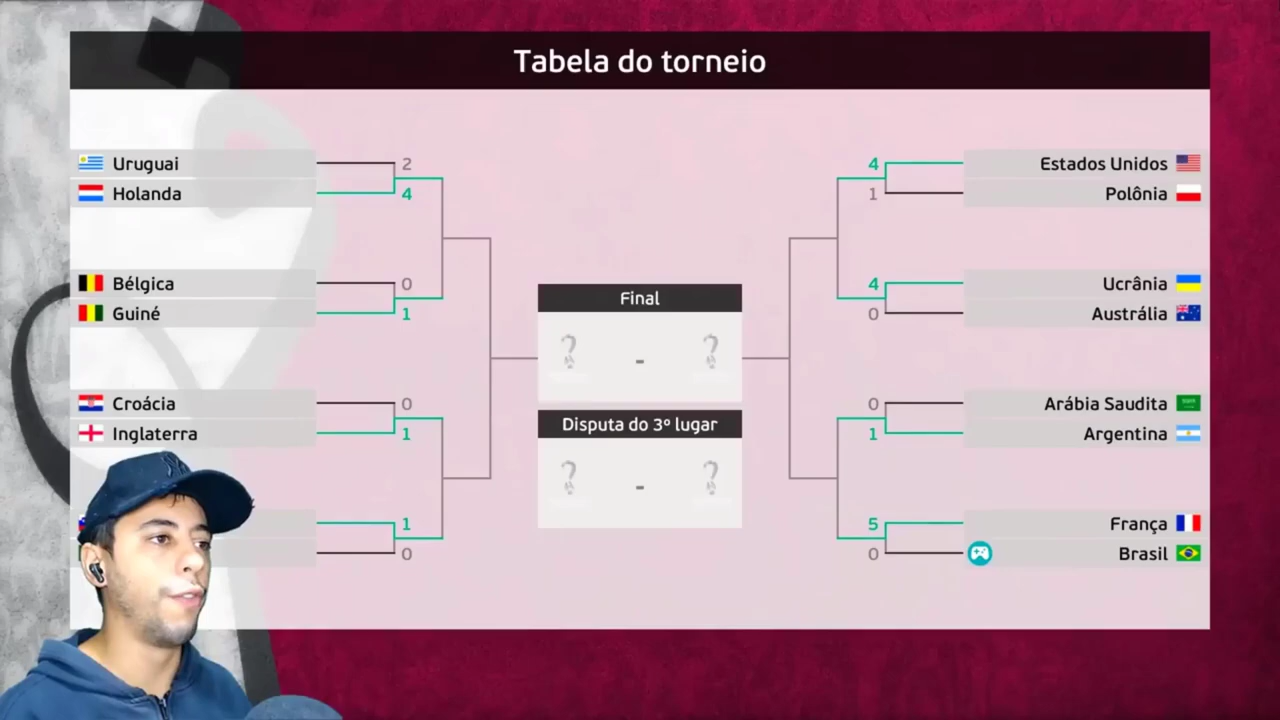 Tabela do torneio
Uruguai 2
Holanda 4
Bélgica 0
Guiné 1
Croácia 0
Inglaterra 1
1
0
Final
-
Disputa do 3º lugar
-
4 Estados Unidos
1 Polônia
4 Ucrânia
0 Austrália
0 Arábia Saudita
1 Argentina
5 França
0 Brasil